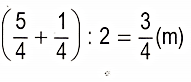 (5/4 + 1/4) : 2 = 3/4 (m)